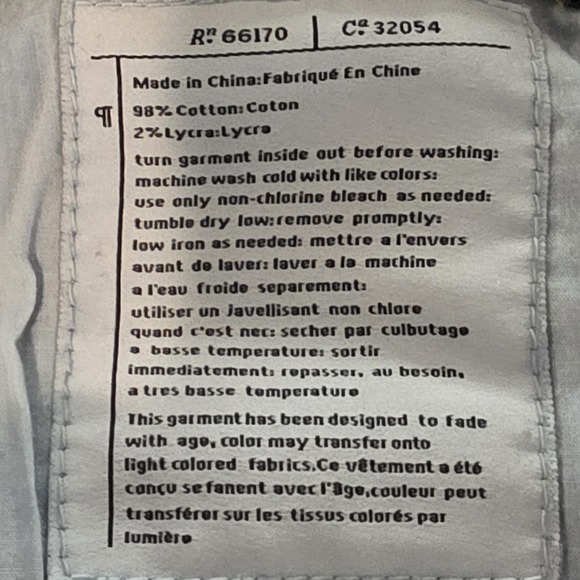 Rⁿ 66170 | Cª 32054
Made in China:Fabriqué En Chine
¶ 98% Cotton:Coton
2% Lycra:Lycra
turn garment inside out before washing:
machine wash cold with like colors:
use only non-chlorine bleach as needed:
tumble dry low:remove promptly:
low iron as needed: mettre a l'envers
avant de laver: laver a la machine
a l'eau froide separement:
utiliser un javellisant non chlore
quand c'est nec: secher par culbutage
a basse temperature: sortir
immediatement: repasser, au besoin,
a tres basse temperature
This garment has been designed to fade
with age, color may transfer onto
light colored fabrics.Ce vêtement a été
conçu se fanent avec l'âge,couleur peut
transférer sur les tissus colorés par
lumière